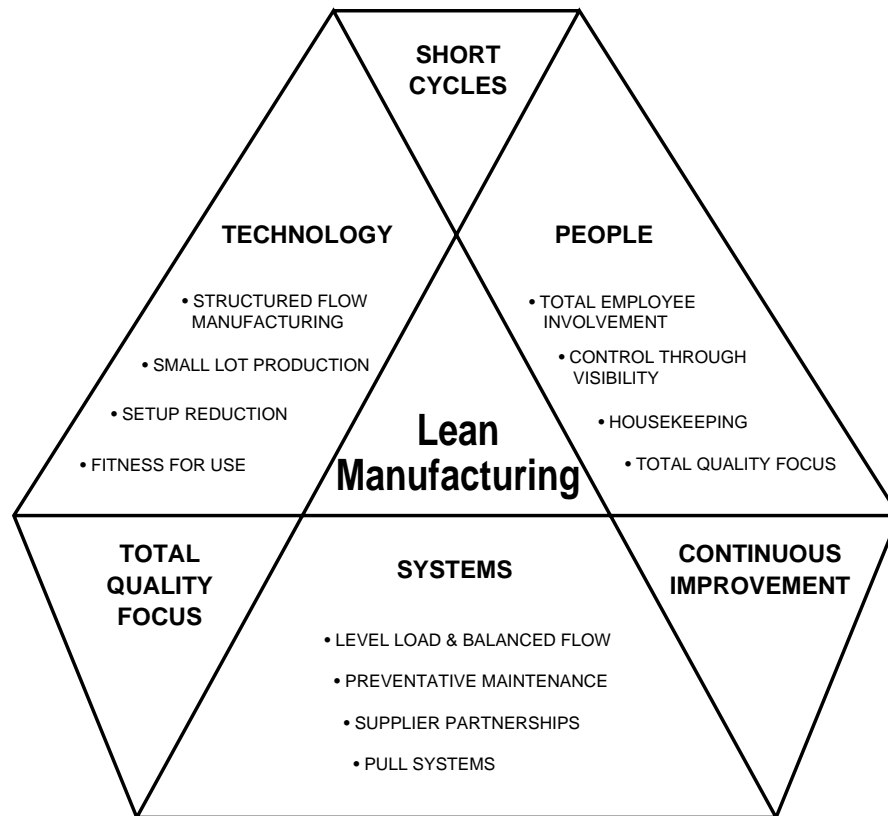 SHORT
CYCLES
TECHNOLOGY
• STRUCTURED FLOW
MANUFACTURING
• SMALL LOT PRODUCTION
• SETUP REDUCTION
• FITNESS FOR USE
PEOPLE
• TOTAL EMPLOYEE
INVOLVEMENT
• CONTROL THROUGH
VISIBILITY
• HOUSEKEEPING
• TOTAL QUALITY FOCUS
Lean
Manufacturing
TOTAL
QUALITY
FOCUS
SYSTEMS
• LEVEL LOAD & BALANCED FLOW
• PREVENTATIVE MAINTENANCE
• SUPPLIER PARTNERSHIPS
• PULL SYSTEMS
CONTINUOUS
IMPROVEMENT